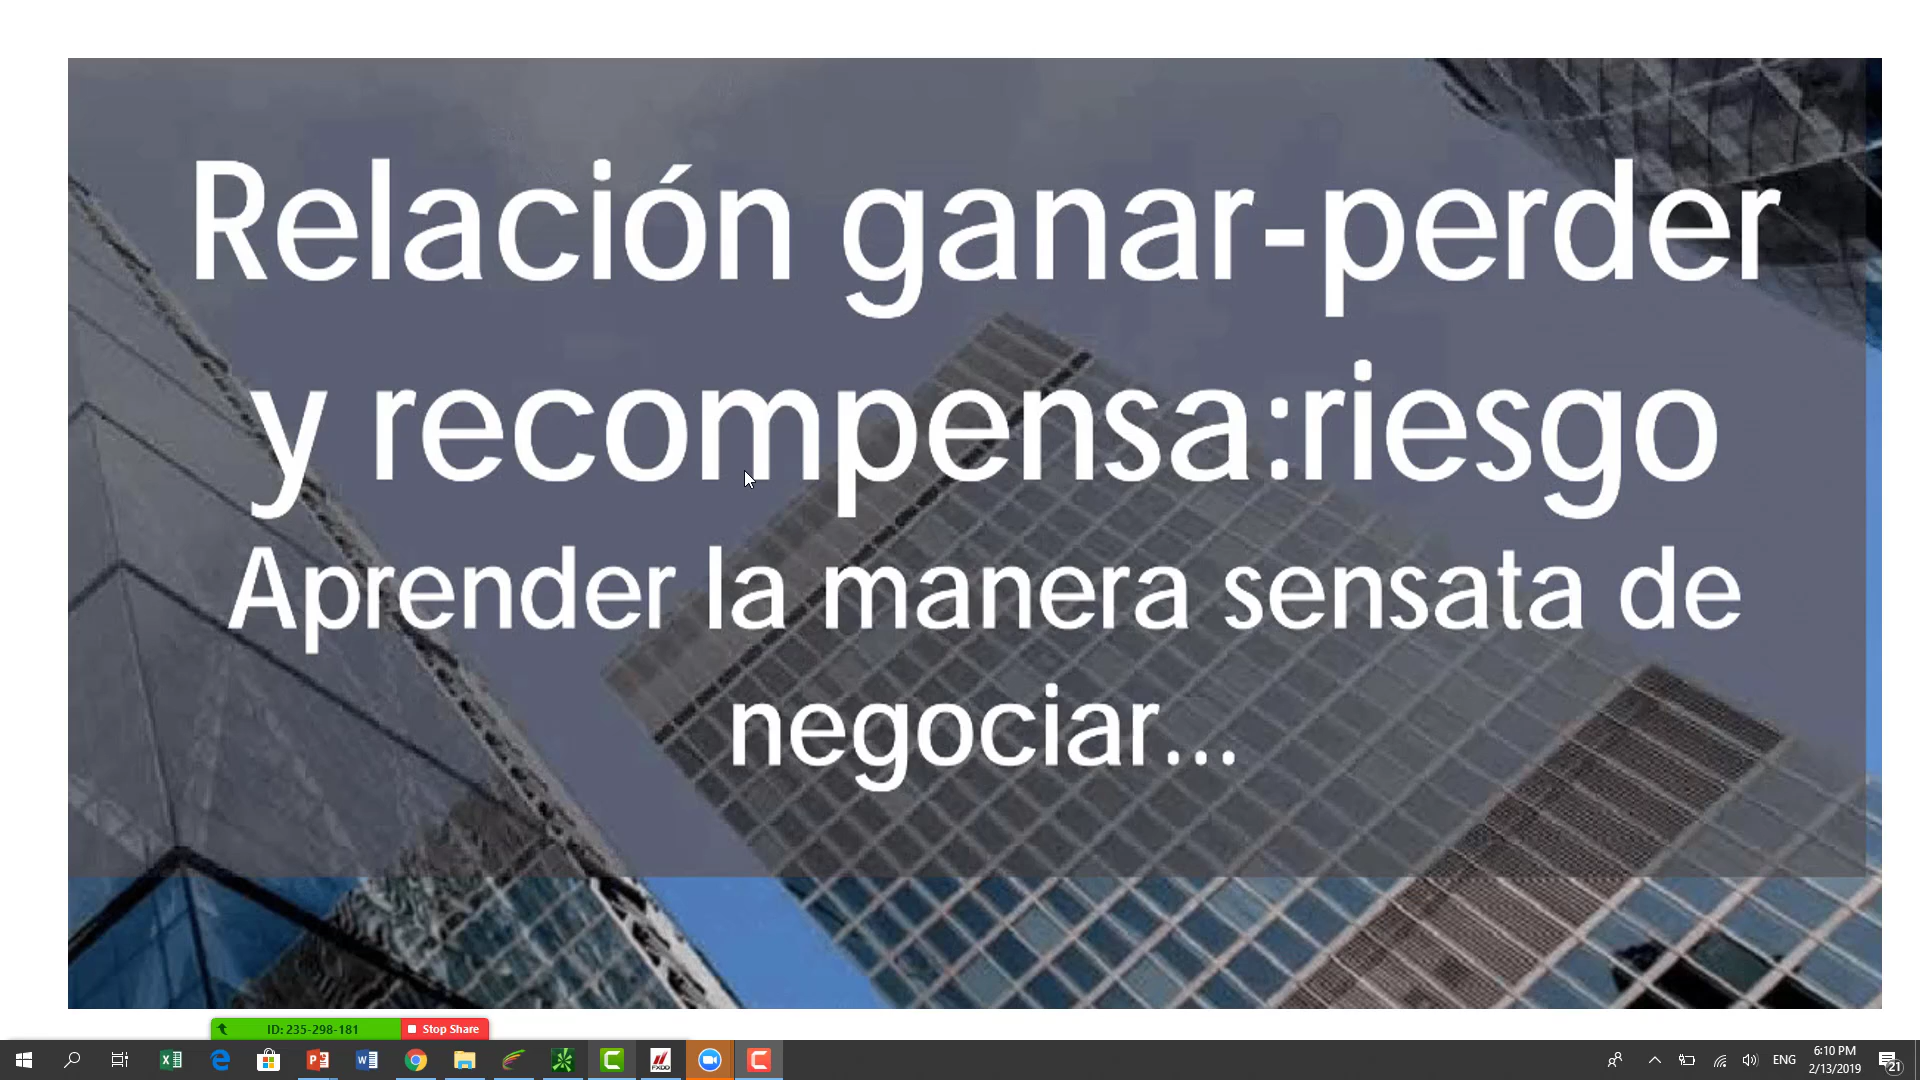 Relación ganar-perder
y recompensa:riesgo
Aprender la manera sensata de
negociar...
ID: 235-298-181
Stop Share
FXDD
ENG
6:10 PM
2/13/2019
21